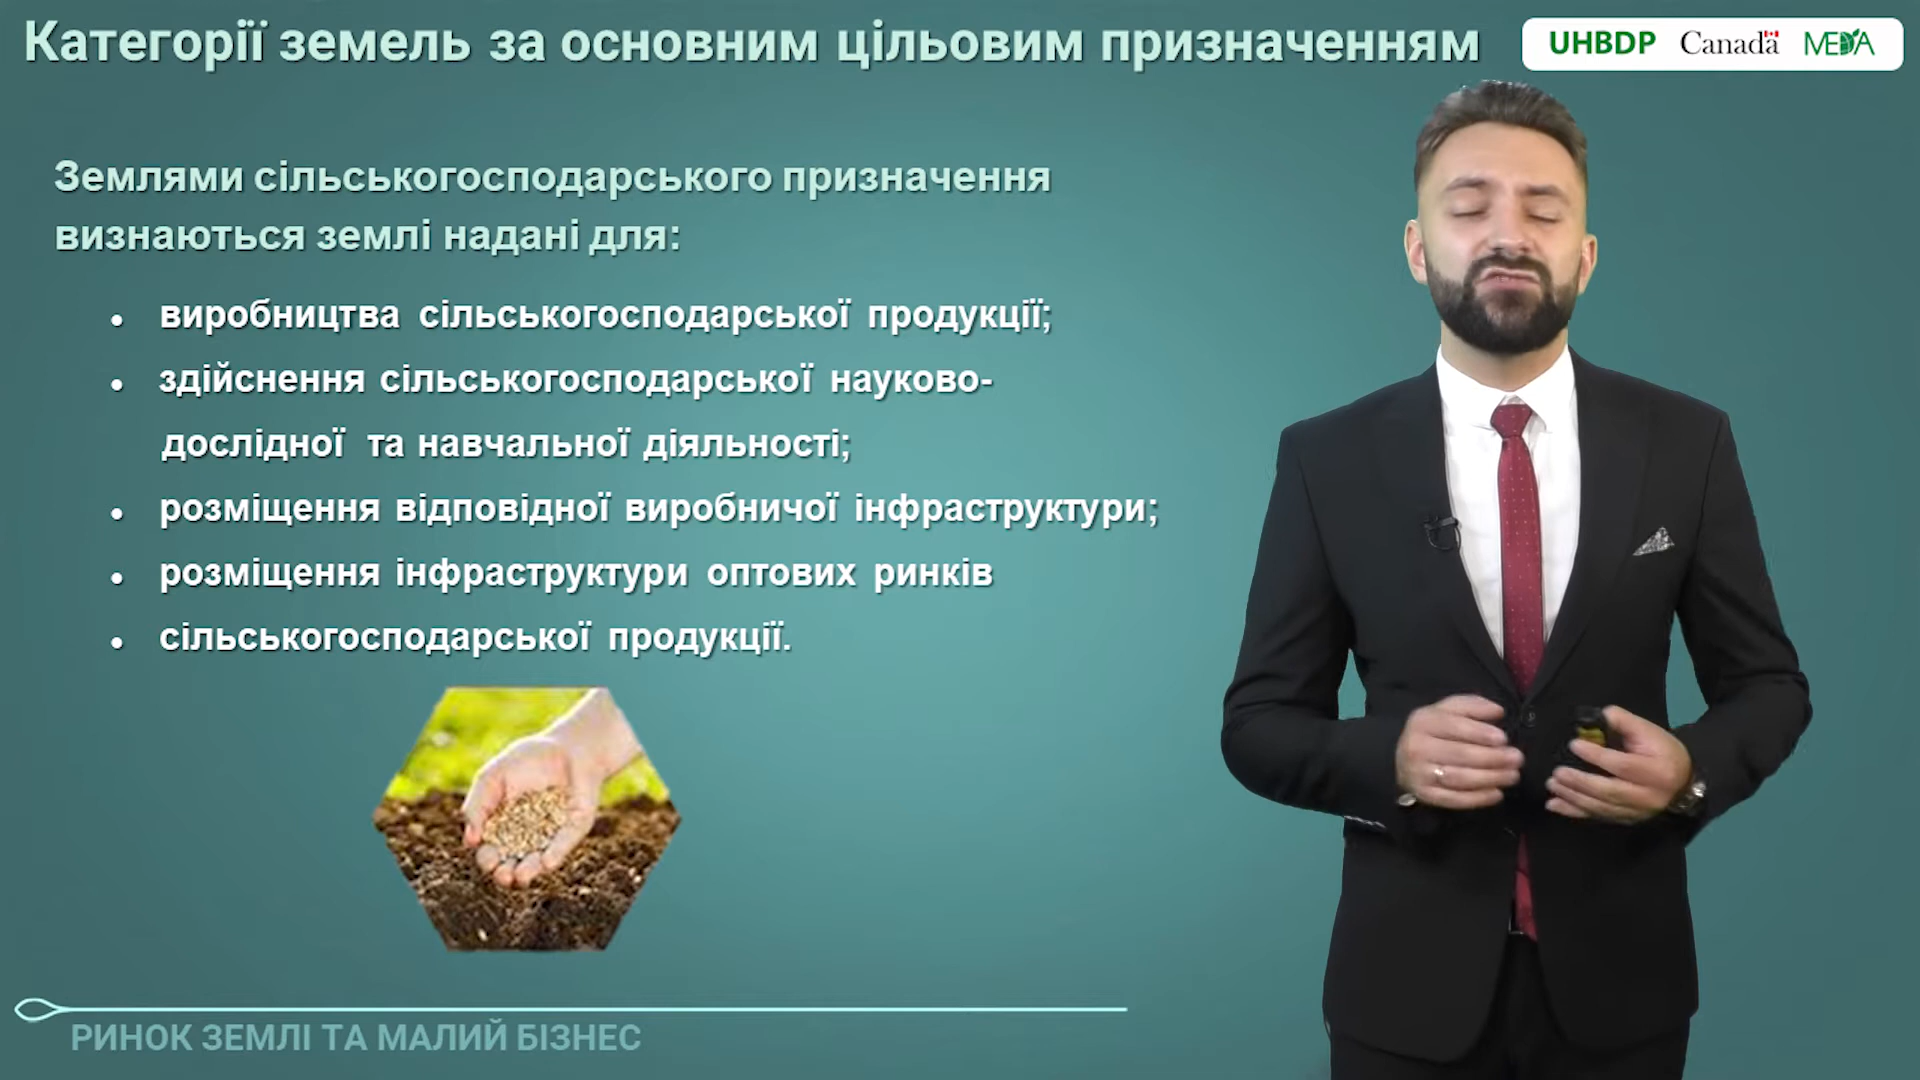 Категорії земель за основним цільовим призначенням
UHBDP Canada MEDA
Землями сільськогосподарського призначення
визнаються землі надані для:
• виробництва сільськогосподарської продукції;
• здійснення сільськогосподарської науково-
дослідної та навчальної діяльності;
• розміщення відповідної виробничої інфраструктури;
• розміщення інфраструктури оптових ринків
• сільськогосподарської продукції.
РИНОК ЗЕМЛІ ТА МАЛИЙ БІЗНЕС